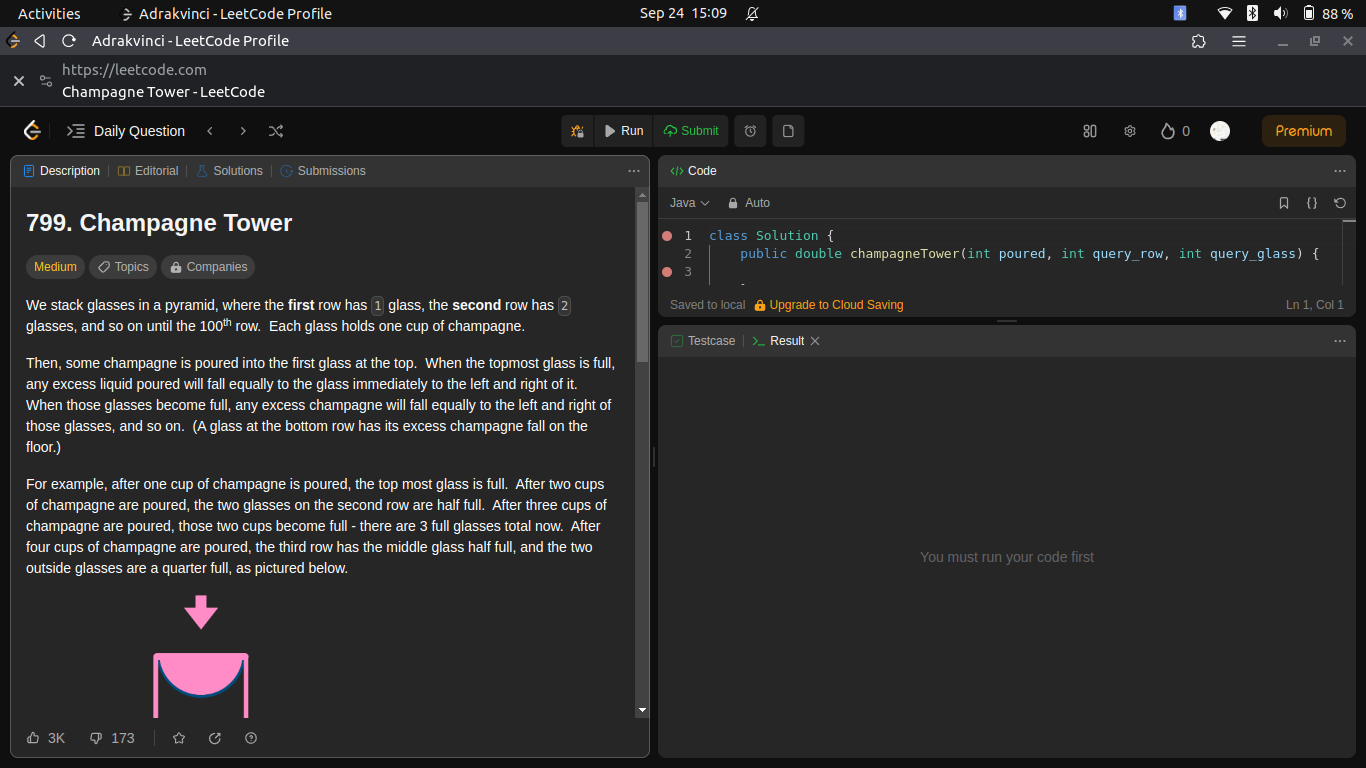 Activities Adrakvinci - LeetCode Profile Sep 24 15:09 88 %
Adrakvinci - LeetCode Profile
https://leetcode.com
Champagne Tower - LeetCode
Daily Question Run Submit 0 Premium
Description Editorial Solutions Submissions
799. Champagne Tower
Medium Topics Companies
We stack glasses in a pyramid, where the first row has 1 glass, the second row has 2
glasses, and so on until the 100th row. Each glass holds one cup of champagne.
Then, some champagne is poured into the first glass at the top. When the topmost glass is full,
any excess liquid poured will fall equally to the glass immediately to the left and right of it.
When those glasses become full, any excess champagne will fall equally to the left and right of
those glasses, and so on. (A glass at the bottom row has its excess champagne fall on the
floor.)
For example, after one cup of champagne is poured, the top most glass is full. After two cups
of champagne are poured, the two glasses on the second row are half full. After three cups of
champagne are poured, those two cups become full - there are 3 full glasses total now. After
four cups of champagne are poured, the third row has the middle glass half full, and the two
outside glasses are a quarter full, as pictured below.
3K 173
</> Code
Java Auto { }
1 class Solution {
2 public double champagneTower(int poured, int query_row, int query_glass) {
3
Saved to local Upgrade to Cloud Saving Ln 1, Col 1
Testcase >_ Result
You must run your code first